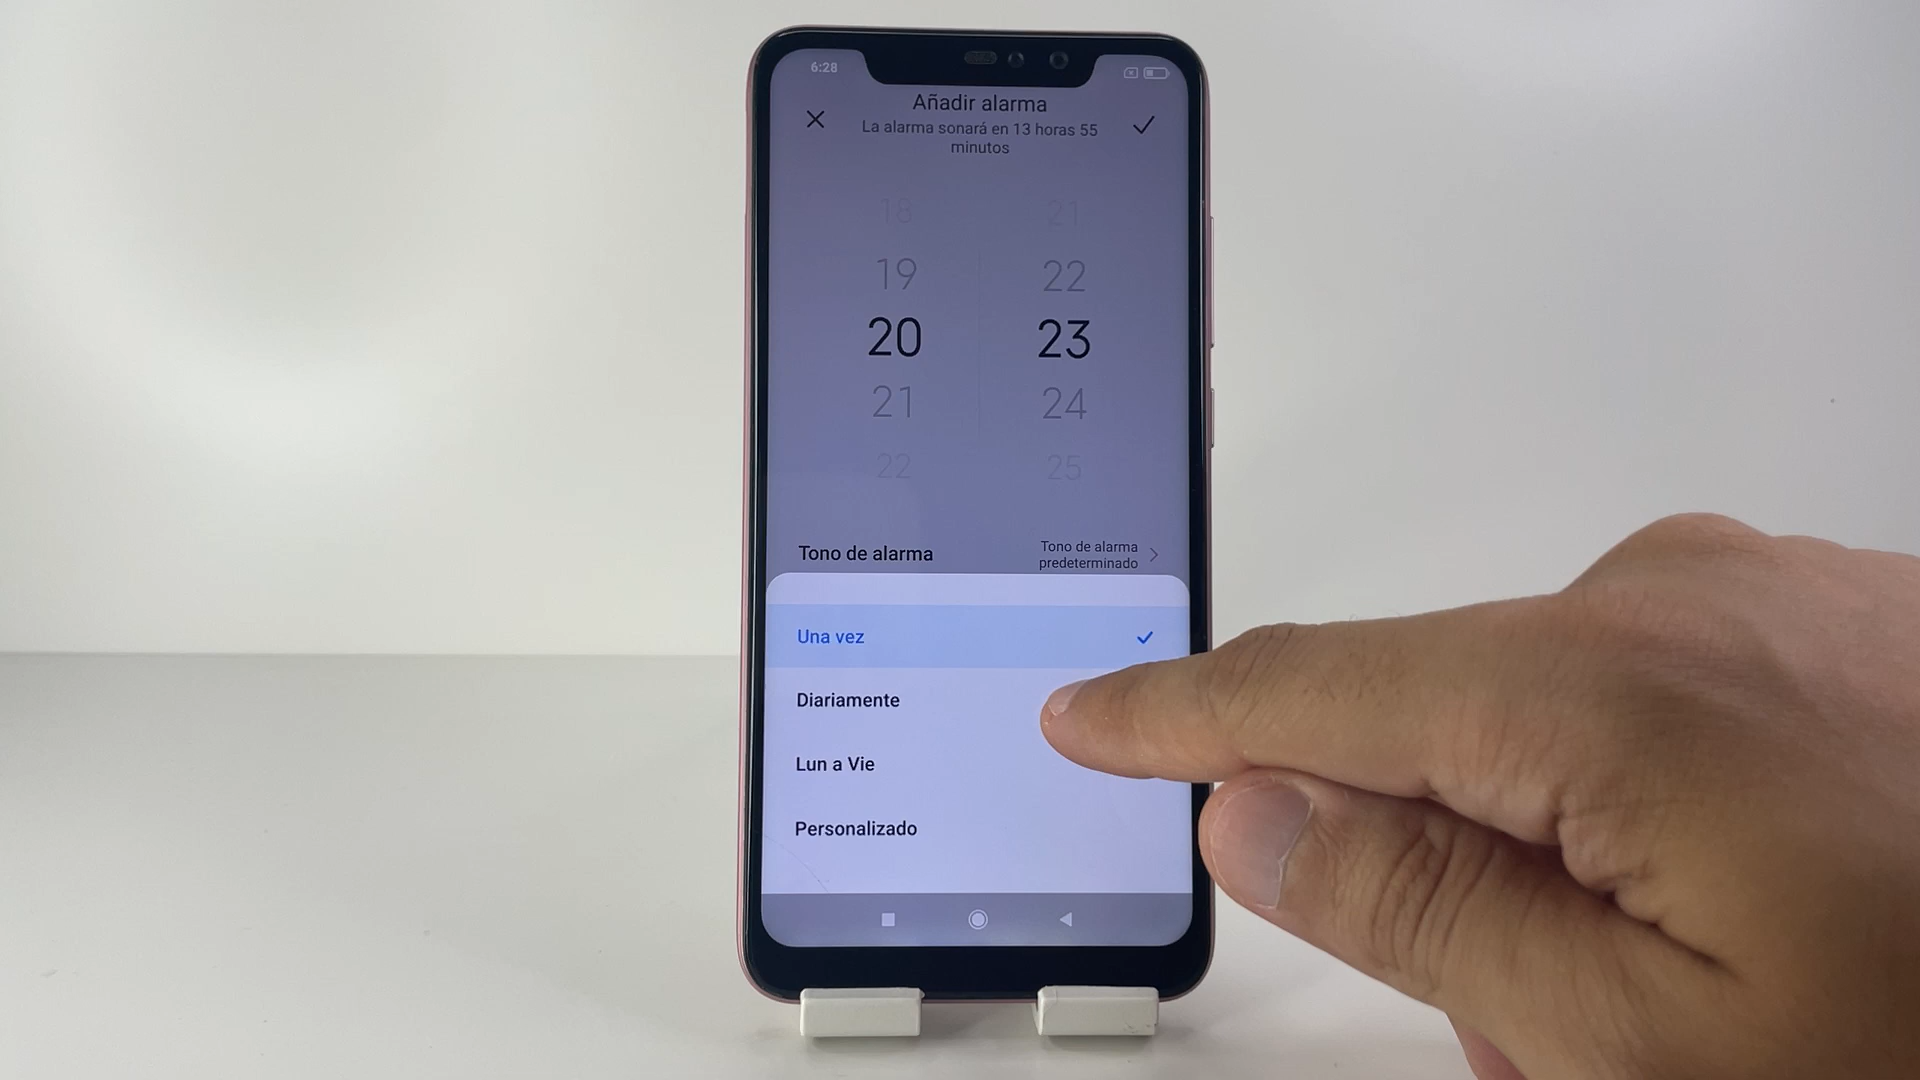 6:28
Añadir alarma
La alarma sonará en 13 horas 55
minutos
18 21
19 22
20 23
21 24
22 25
Tono de alarma
Tono de alarma
predeterminado
Una vez
Diariamente
Lun a Vie
Personalizado